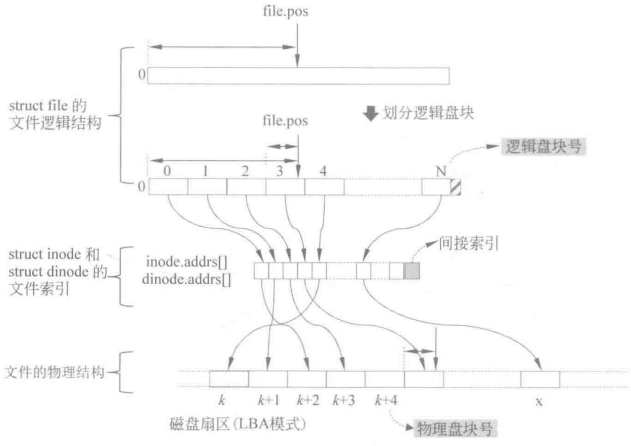 file.pos
0
struct file 的
文件逻辑结构
划分逻辑盘块
file.pos
逻辑盘块号
0 1 2 3 4 N
0
间接索引
struct inode 和
struct dinode 的
文件索引
inode.addrs[]
dinode.addrs[]
文件的物理结构
k k+1 k+2 k+3 k+4 x
磁盘扇区(LBA模式)
物理盘块号